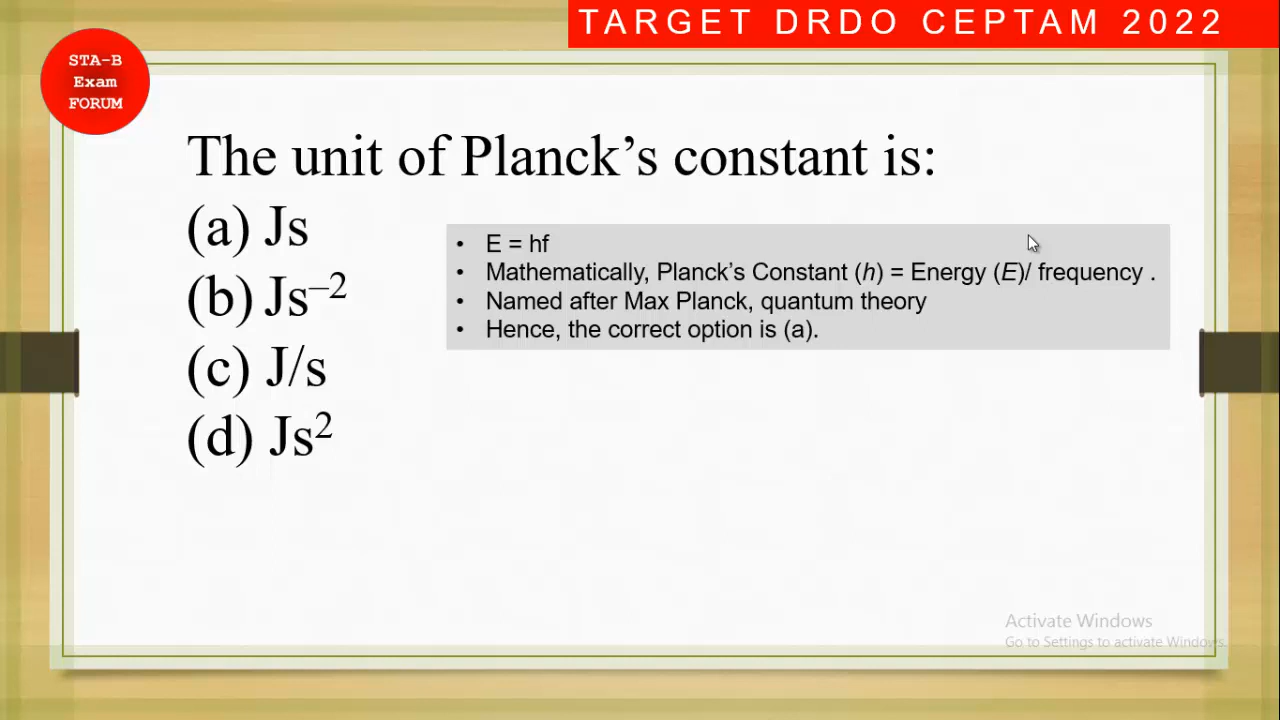 TARGET DRDO CEPTAM 2022
STA-B
Exam
FORUM
The unit of Planck’s constant is:
(a) Js
(b) Js⁻²
(c) J/s
(d) Js²
• E = hf
• Mathematically, Planck’s Constant (h) = Energy (E)/ frequency .
• Named after Max Planck, quantum theory
• Hence, the correct option is (a).
Activate Windows
Go to Settings to activate Windows.